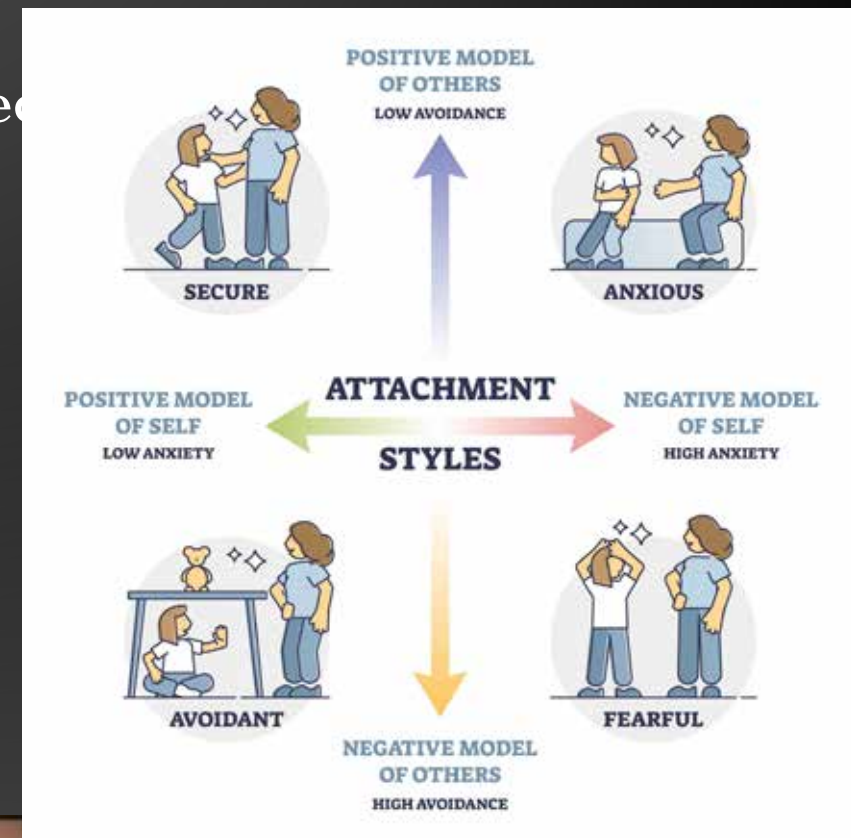 POSITIVE MODEL
OF OTHERS
LOW AVOIDANCE
SECURE
ANXIOUS
POSITIVE MODEL
OF SELF
LOW ANXIETY
ATTACHMENT
STYLES
NEGATIVE MODEL
OF SELF
HIGH ANXIETY
AVOIDANT
FEARFUL
NEGATIVE MODEL
OF OTHERS
HIGH AVOIDANCE